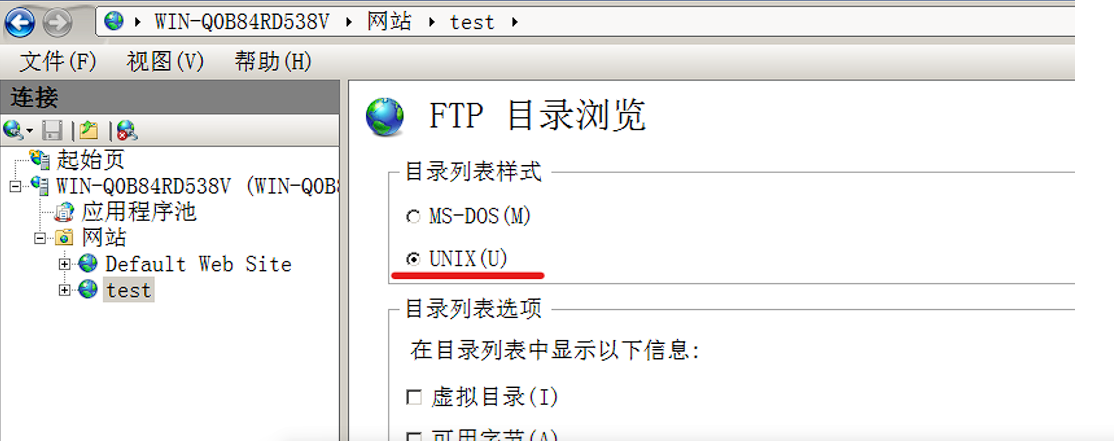 WIN-Q0B84RD538V 网站 test
文件(F) 视图(V) 帮助(H)
连接
起始页
WIN-Q0B84RD538V (WIN-Q0B8
应用程序池
网站
Default Web Site
test
FTP 目录浏览
目录列表样式
MS-DOS(M)
UNIX(U)
目录列表选项
在目录列表中显示以下信息:
虚拟目录(I)
可用字节(A)